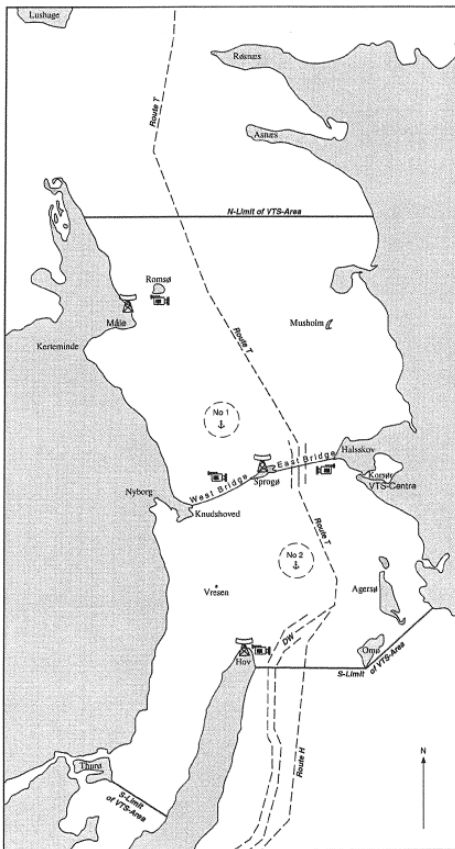 Lushage
Røsnæs
Route T
Asnæs
N-Limit of VTS-Area
Romsø
Måle
Musholm
Kerteminde
Route T
No 1
Halsskov
East Bridge
West Bridge
Sprogø
Korsør
VTS-Centre
Nyborg
Knudshoved
Route T
No 2
Vresen
Agersø
DW
Hov
Omø
S-Limit
of VTS-Area
Route H
N
Thurø
S-Limit
of VTS-Area